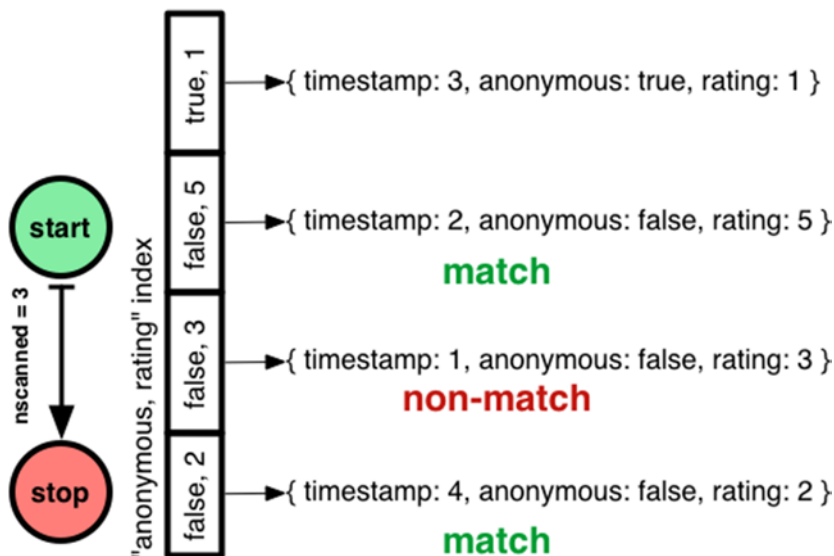 true, 1
{ timestamp: 3, anonymous: true, rating: 1 }
start
false, 5
{ timestamp: 2, anonymous: false, rating: 5 }
match
nscanned = 3
"anonymous, rating" index
false, 3
{ timestamp: 1, anonymous: false, rating: 3 }
non-match
stop
false, 2
{ timestamp: 4, anonymous: false, rating: 2 }
match